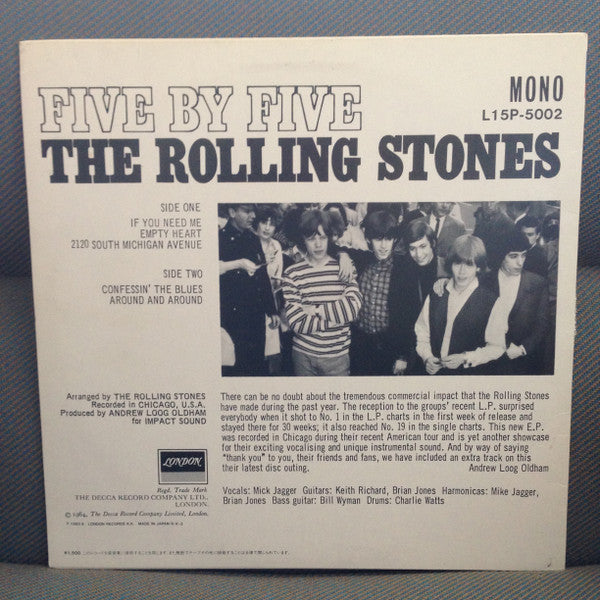 FIVE BY FIVE
MONO
L15P-5002
THE ROLLING STONES
SIDE ONE
IF YOU NEED ME
EMPTY HEART
2120 SOUTH MICHIGAN AVENUE
SIDE TWO
CONFESSIN' THE BLUES
AROUND AND AROUND
Arranged by THE ROLLING STONES
Recorded in CHICAGO, U.S.A.
Produced by ANDREW LOOG OLDHAM
for IMPACT SOUND
There can be no doubt about the tremendous commercial impact that the Rolling Stones
have made during the past year. The reception to the groups' recent L.P. surprised
everybody when it shot to No. 1 in the L.P. charts in the first week of release and
stayed there for 30 weeks; it also reached No. 19 in the single charts. This new E.P.
was recorded in Chicago during their recent American tour and is yet another showcase
for their exciting vocalising and unique instrumental sound. And by way of saying
"thank you" to you, their friends and fans, we have included an extra track on this
their latest disc outing.
Andrew Loog Oldham
Vocals: Mick Jagger Guitars: Keith Richard, Brian Jones Harmonicas: Mike Jagger,
Brian Jones Bass guitar: Bill Wyman Drums: Charlie Watts
LONDON
Regd. Trade Mark
THE DECCA RECORD COMPANY LTD.,
LONDON.
© 1964, The Decca Record Company Limited, London.
LONDON RECORDS K.K. MADE IN JAPAN
¥1,500